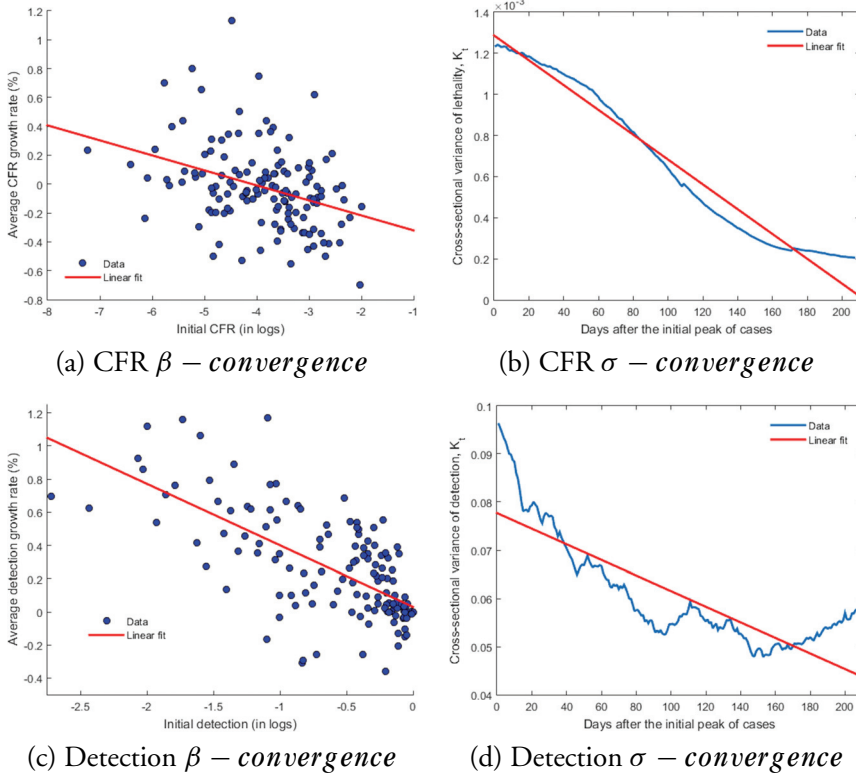 Average CFR growth rate (%)
1.2
1
0.8
0.6
0.4
0.2
0
-0.2
-0.4
-0.6
-0.8
Data
Linear fit
-8 -7 -6 -5 -4 -3 -2 -1
Initial CFR (in logs)
(a) CFR β – convergence
Cross-sectional variance of lethality, K_t
1.4 ×10⁻³
1.2
1
0.8
0.6
0.4
0.2
0
Data
Linear fit
0 20 40 60 80 100 120 140 160 180 200
Days after the initial peak of cases
(b) CFR σ – convergence
Average detection growth rate (%)
1.2
1
0.8
0.6
0.4
0.2
0
-0.2
-0.4
Data
Linear fit
-2.5 -2 -1.5 -1 -0.5 0
Initial detection (in logs)
(c) Detection β – convergence
Cross-sectional variance of detection, K_t
0.1
0.09
0.08
0.07
0.06
0.05
0.04
Data
Linear fit
0 20 40 60 80 100 120 140 160 180 200
Days after the initial peak of cases
(d) Detection σ – convergence